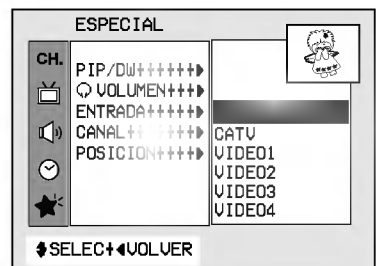 ESPECIAL
CH.
PIP/DW++++++▶
VOLUMEN+++▶
ENTRADA+++++▶
CANAL+++++++▶
POSICION++++▶
CATV
VIDEO1
VIDEO2
VIDEO3
VIDEO4
SELEC+◀VOLVER